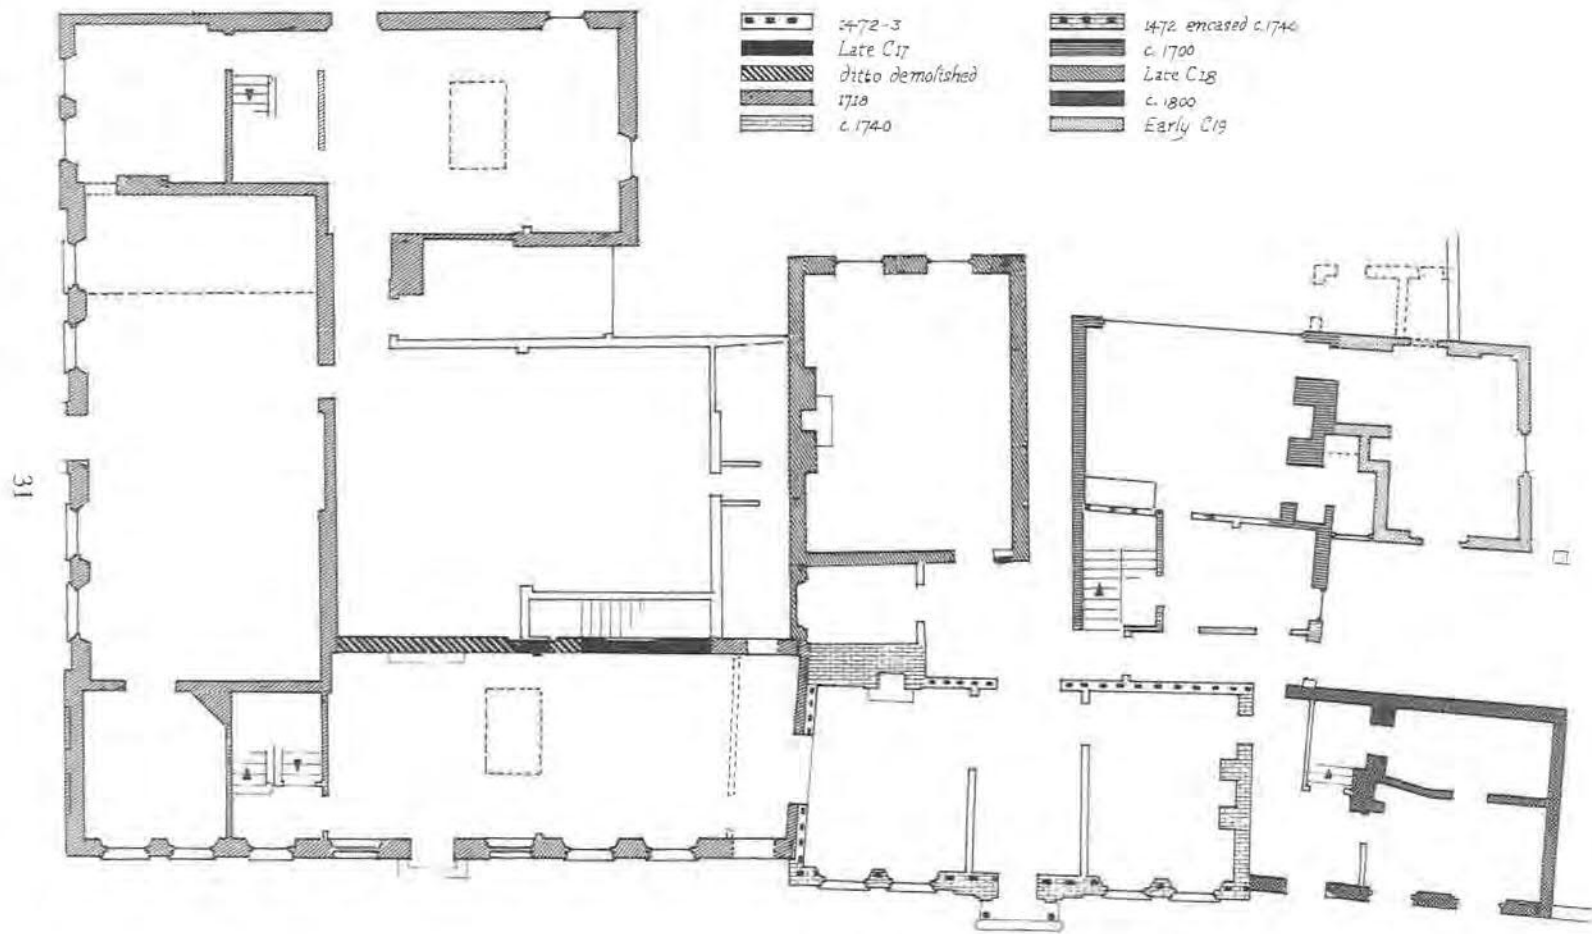 1472-3
Late C17
ditto demolished
1718
c. 1740
1472 encased c.1740
c. 1700
Late C18
c. 1800
Early C19
31